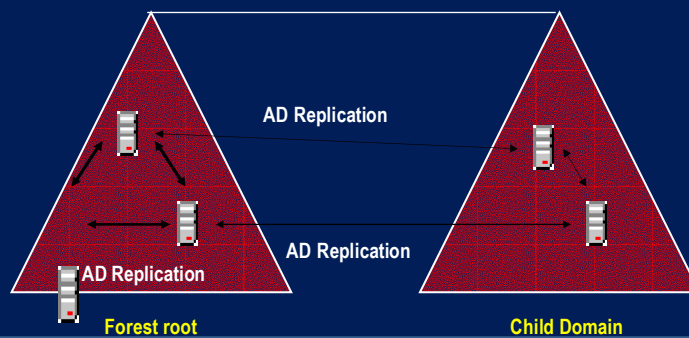 AD Replication
AD Replication
AD Replication
Forest root
Child Domain